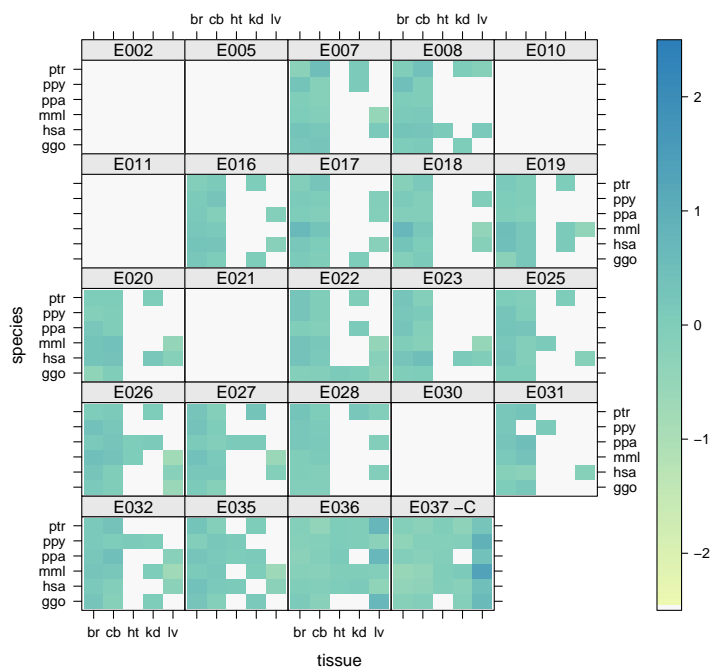 br cb ht kd lv br cb ht kd lv
E002 E005 E007 E008 E010
ptr
ppy
ppa
mml
hsa
ggo
E011 E016 E017 E018 E019
ptr
ppy
ppa
mml
hsa
ggo
E020 E021 E022 E023 E025
ptr
ppy
ppa
mml
hsa
ggo
E026 E027 E028 E030 E031
ptr
ppy
ppa
mml
hsa
ggo
E032 E035 E036 E037 −C
ptr
ppy
ppa
mml
hsa
ggo
br cb ht kd lv br cb ht kd lv
tissue
species
2
1
0
−1
−2